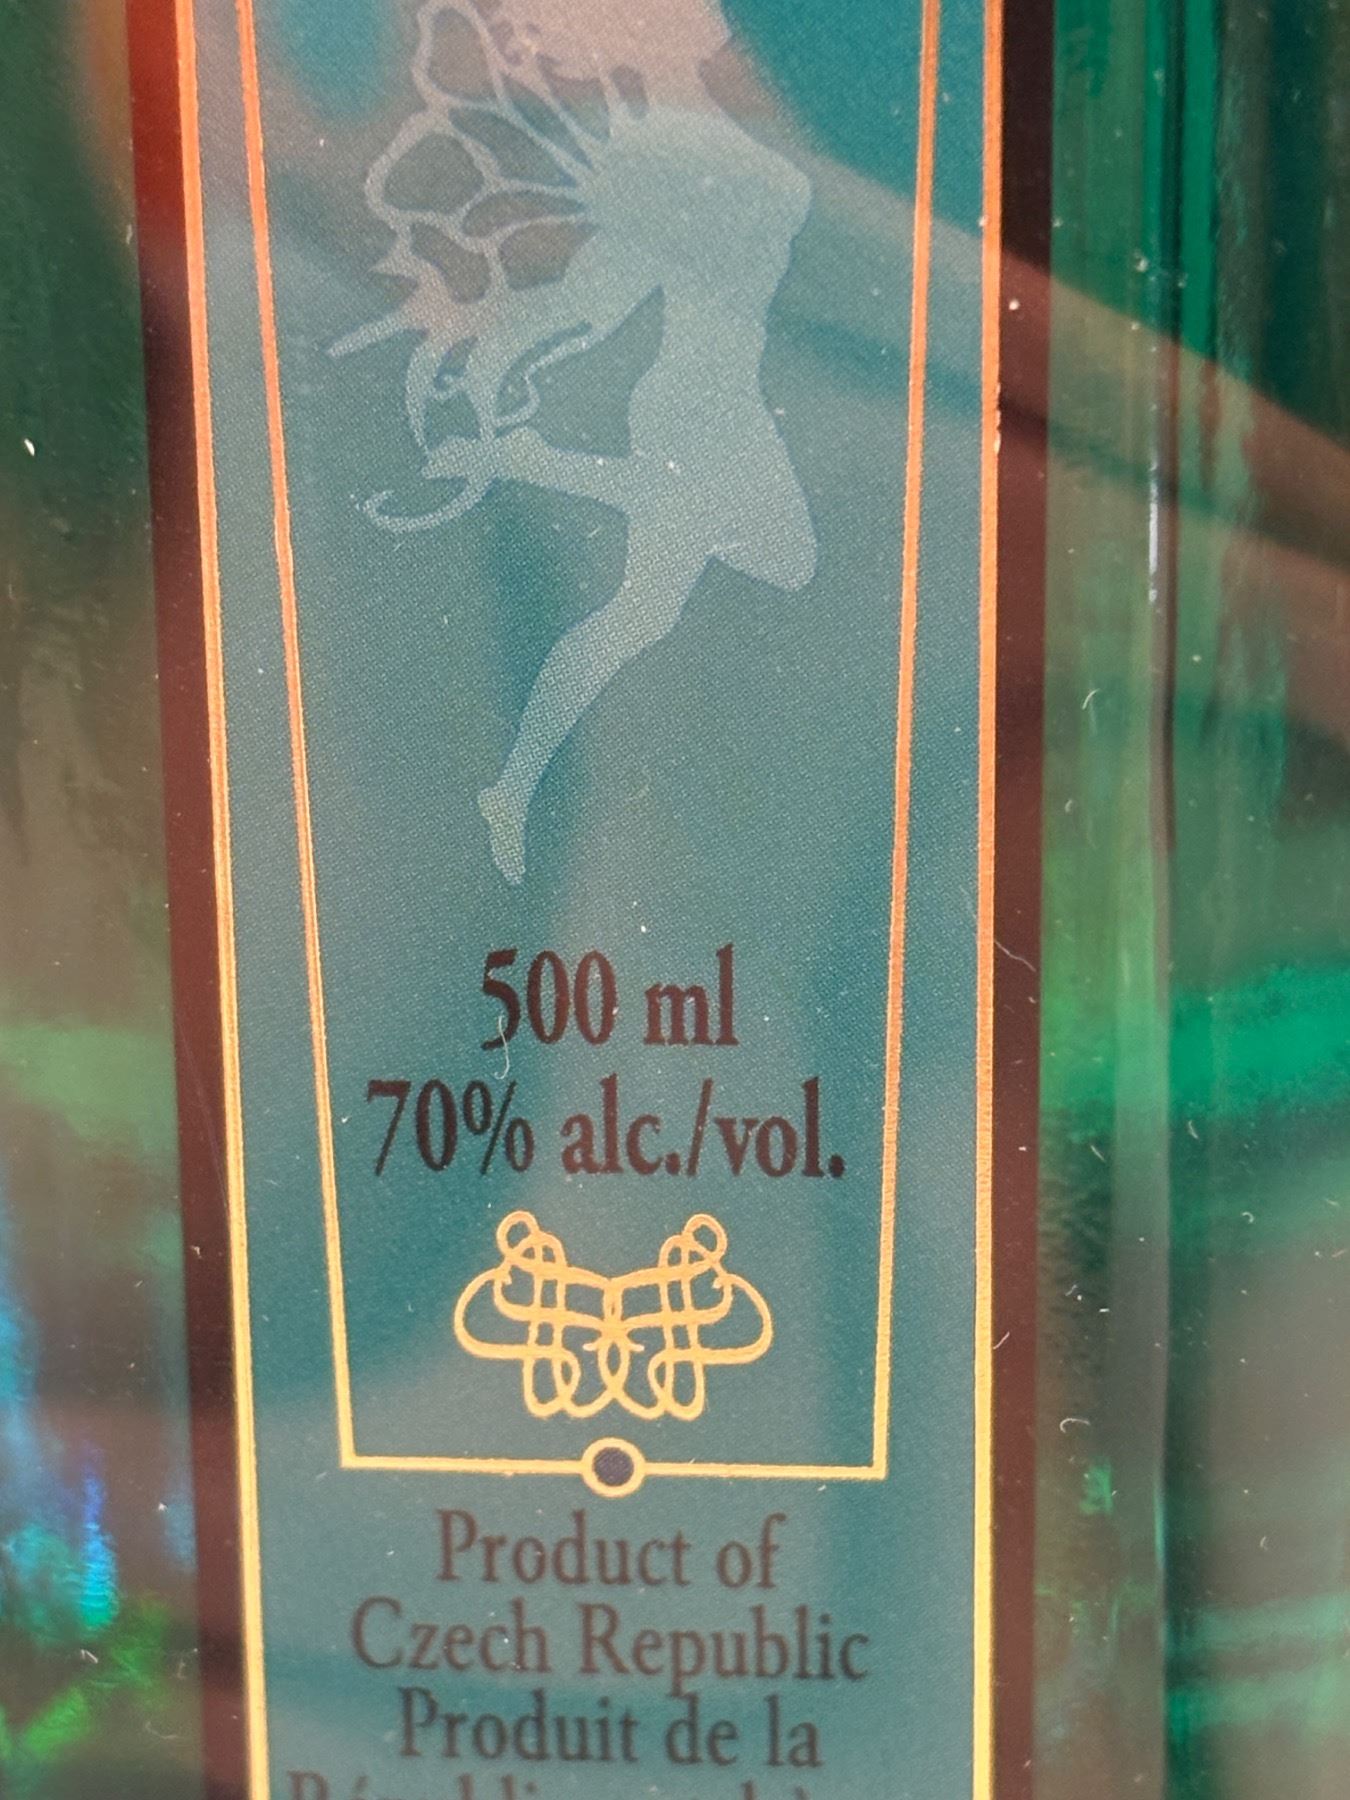 500 ml
70% alc./vol.
Product of
Czech Republic
Produit de la